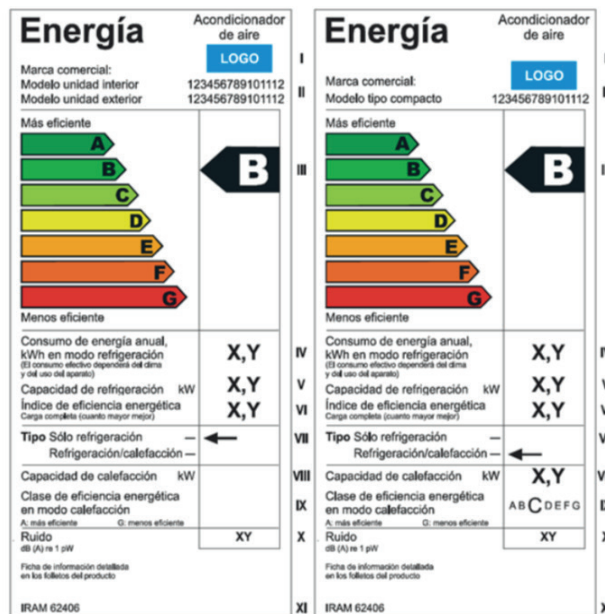 Energía
Acondicionador
de aire
LOGO
I
Marca comercial:
Modelo unidad interior 123456789101112
Modelo unidad exterior 123456789101112
II
Más eficiente
A
B
C
D
E
F
G
B
III
Menos eficiente
Consumo de energía anual,
kWh en modo refrigeración
(El consumo efectivo dependerá del clima
y del uso del aparato)
X,Y
IV
Capacidad de refrigeración kW X,Y V
Índice de eficiencia energética
Carga completa (cuanto mayor mejor)
X,Y
VI
Tipo Sólo refrigeración —
VII
Refrigeración/calefacción —
Capacidad de calefacción kW
VIII
Clase de eficiencia energética
en modo calefacción
A: más eficiente G: menos eficiente
IX
Ruido
dB (A) re 1 pW
XY
X
Ficha de información detallada
en los folletos del producto
IRAM 62406
XI
Energía
Acondicionador
de aire
LOGO
Marca comercial:
Modelo tipo compacto 123456789101112
Más eficiente
A
B
C
D
E
F
G
B
Menos eficiente
Consumo de energía anual,
kWh en modo refrigeración
(El consumo efectivo dependerá del clima
y del uso del aparato)
X,Y
Capacidad de refrigeración kW X,Y
Índice de eficiencia energética
Carga completa (cuanto mayor mejor)
X,Y
Tipo Sólo refrigeración —
Refrigeración/calefacción —
Capacidad de calefacción kW X,Y
Clase de eficiencia energética
en modo calefacción
ABCDEFG
A: más eficiente G: menos eficiente
Ruido
dB (A) re 1 pW
XY
Ficha de información detallada
en los folletos del producto
IRAM 62406